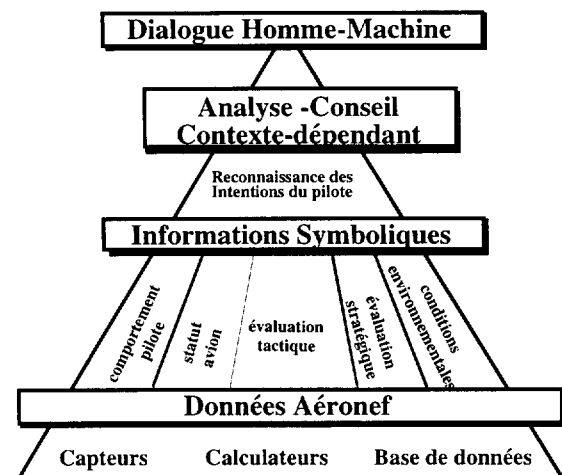 Dialogue Homme-Machine
Analyse -Conseil
Contexte-dépendant
Reconnaissance des
Intentions du pilote
Informations Symboliques
comportement
pilote
statut
avion
évaluation
tactique
évaluation
stratégique
conditions
environnementales
Données Aéronef
Capteurs Calculateurs Base de données